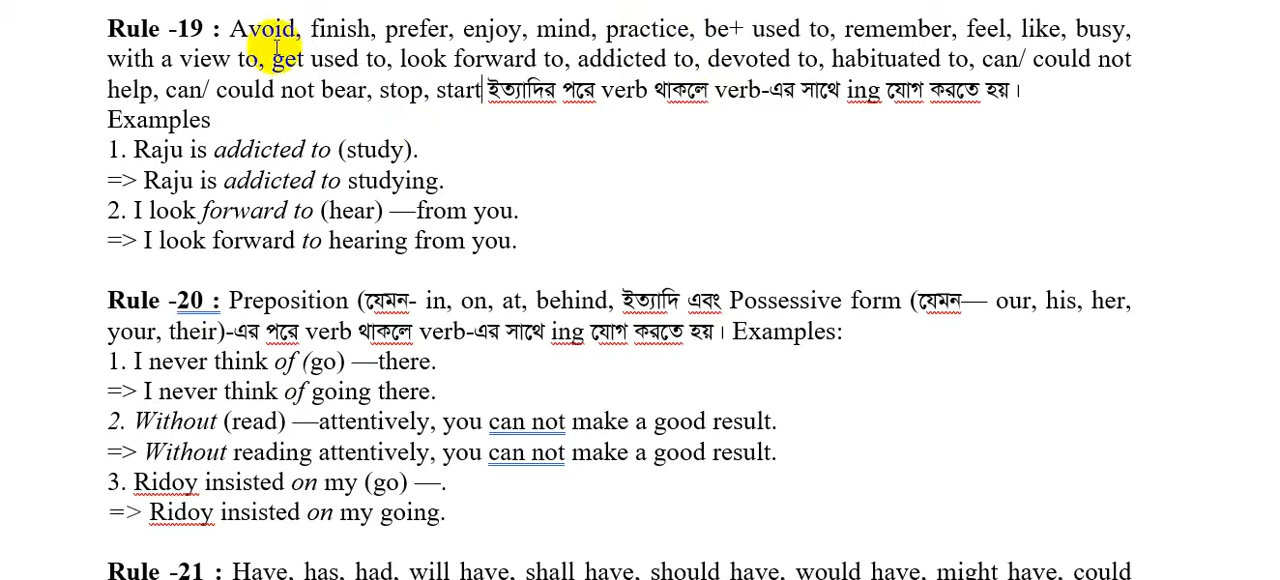 Rule -19 : Avoid, finish, prefer, enjoy, mind, practice, be+ used to, remember, feel, like, busy,
with a view to, get used to, look forward to, addicted to, devoted to, habituated to, can/ could not
help, can/ could not bear, stop, start ইত্যাদির পরে verb থাকলে verb-এর সাথে ing যোগ করতে হয়।
Examples
1. Raju is addicted to (study).
=> Raju is addicted to studying.
2. I look forward to (hear) —from you.
=> I look forward to hearing from you.
Rule -20 : Preposition (যেমন- in, on, at, behind, ইত্যাদি এবং Possessive form (যেমন— our, his, her,
your, their)-এর পরে verb থাকলে verb-এর সাথে ing যোগ করতে হয়। Examples:
1. I never think of (go) —there.
=> I never think of going there.
2. Without (read) —attentively, you can not make a good result.
=> Without reading attentively, you can not make a good result.
3. Ridoy insisted on my (go) —.
=> Ridoy insisted on my going.
Rule -21 : Have, has, had, will have, shall have, should have, would have, might have, could